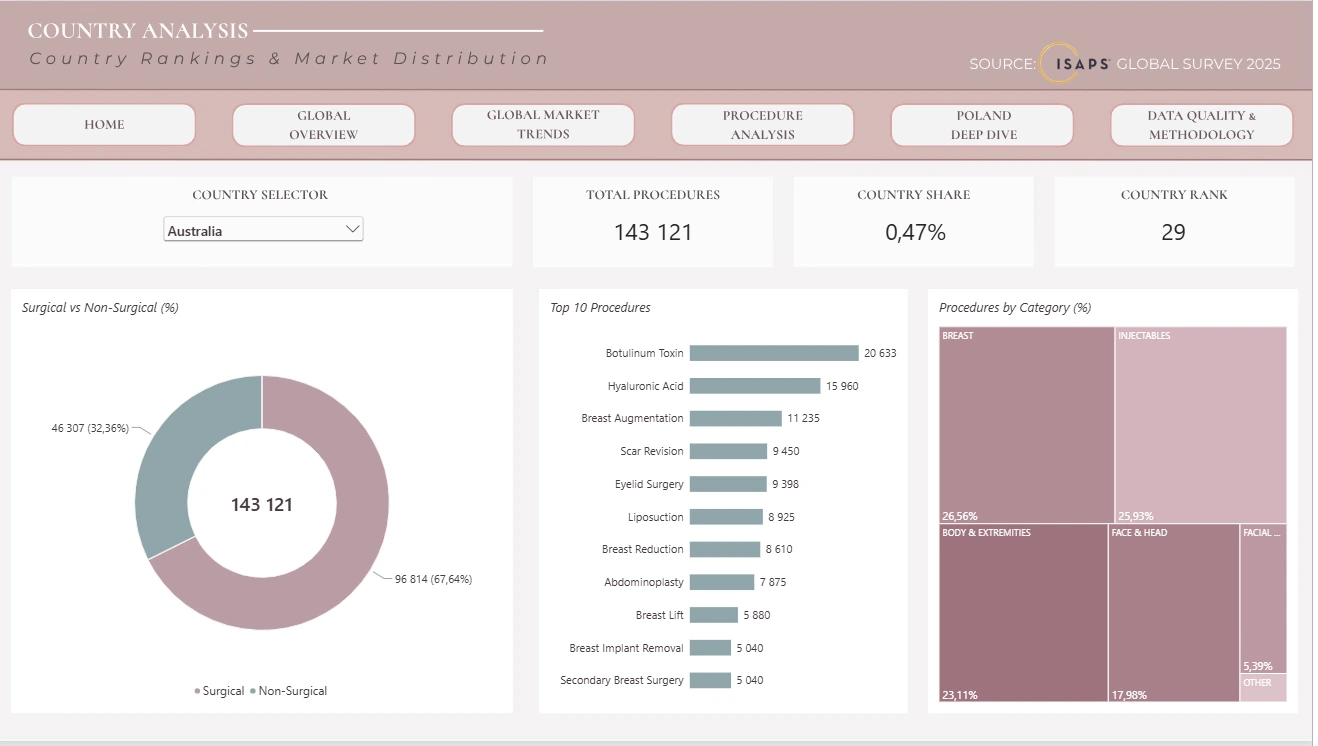 COUNTRY ANALYSIS
Country Rankings & Market Distribution
SOURCE: ISAPS GLOBAL SURVEY 2025
HOME
GLOBAL
OVERVIEW
GLOBAL MARKET
TRENDS
PROCEDURE
ANALYSIS
POLAND
DEEP DIVE
DATA QUALITY &
METHODOLOGY
COUNTRY SELECTOR
Australia
TOTAL PROCEDURES
143 121
COUNTRY SHARE
0,47%
COUNTRY RANK
29
Surgical vs Non-Surgical (%)
46 307 (32,36%)
143 121
96 814 (67,64%)
Surgical
Non-Surgical
Top 10 Procedures
Botulinum Toxin 20 633
Hyaluronic Acid 15 960
Breast Augmentation 11 235
Scar Revision 9 450
Eyelid Surgery 9 398
Liposuction 8 925
Breast Reduction 8 610
Abdominoplasty 7 875
Breast Lift 5 880
Breast Implant Removal 5 040
Secondary Breast Surgery 5 040
Procedures by Category (%)
BREAST
26,56%
INJECTABLES
25,93%
BODY & EXTREMITIES
23,11%
FACE & HEAD
17,98%
FACIAL ...
5,39%
OTHER